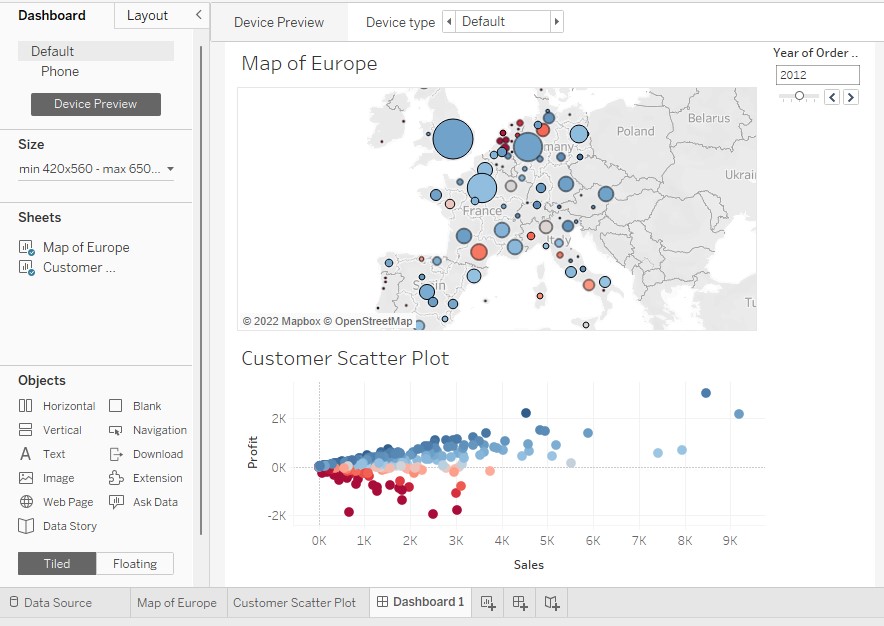 Dashboard
Layout
Default
Phone
Device Preview
Size
min 420x560 - max 650...
Sheets
Map of Europe
Customer ...
Objects
Horizontal
Blank
Vertical
Navigation
Text
Download
Image
Extension
Web Page
Ask Data
Data Story
Tiled
Floating
Device Preview
Device type
Default
Map of Europe
Year of Order ..
2012
Belarus
Poland
many
Ukrai
France
Italy
Spain
Tu
© 2022 Mapbox © OpenStreetMap
Customer Scatter Plot
Profit
2K
0K
-2K
0K 1K 2K 3K 4K 5K 6K 7K 8K 9K
Sales
Data Source
Map of Europe
Customer Scatter Plot
Dashboard 1